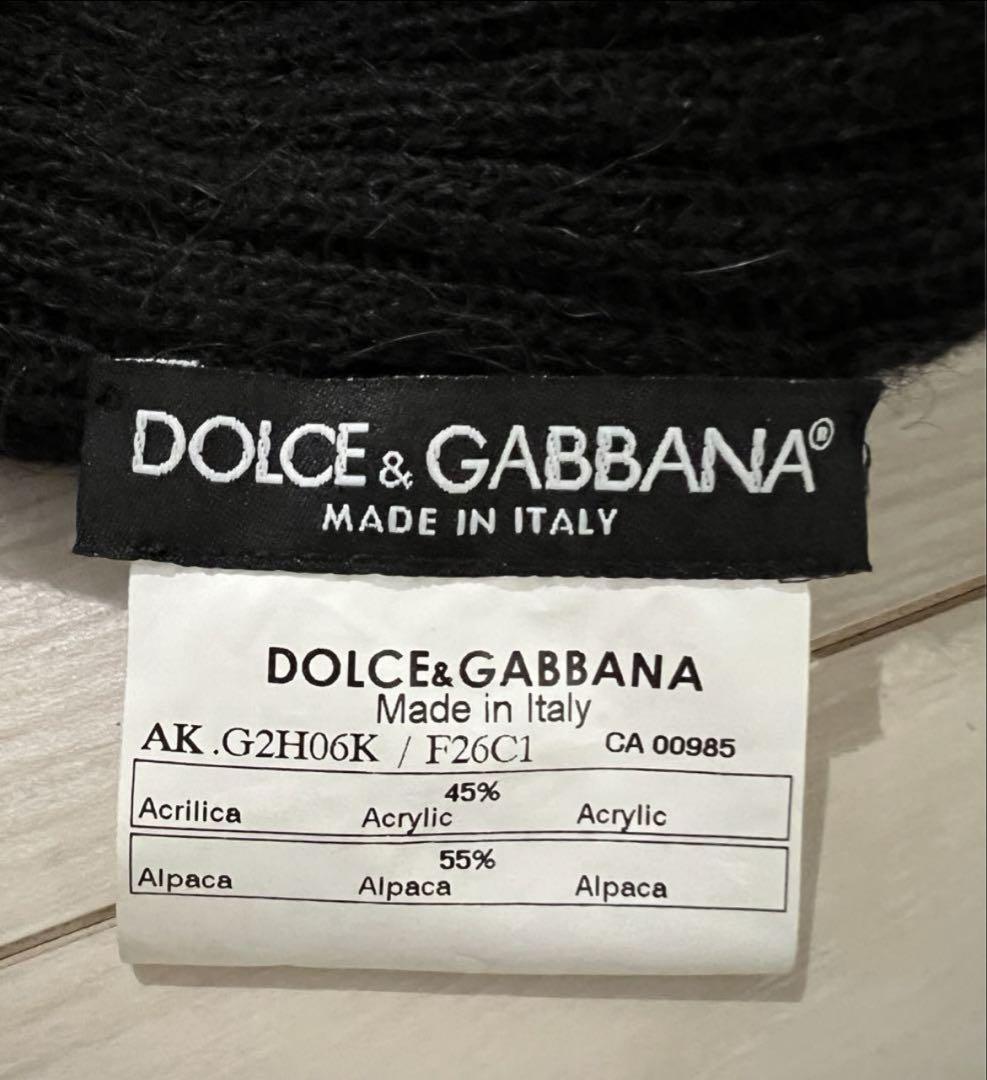 DOLCE & GABBANA®
MADE IN ITALY
DOLCE&GABBANA
Made in Italy
AK.G2H06K / F26C1 CA 00985
45%
Acrilica Acrylic Acrylic
55%
Alpaca Alpaca Alpaca